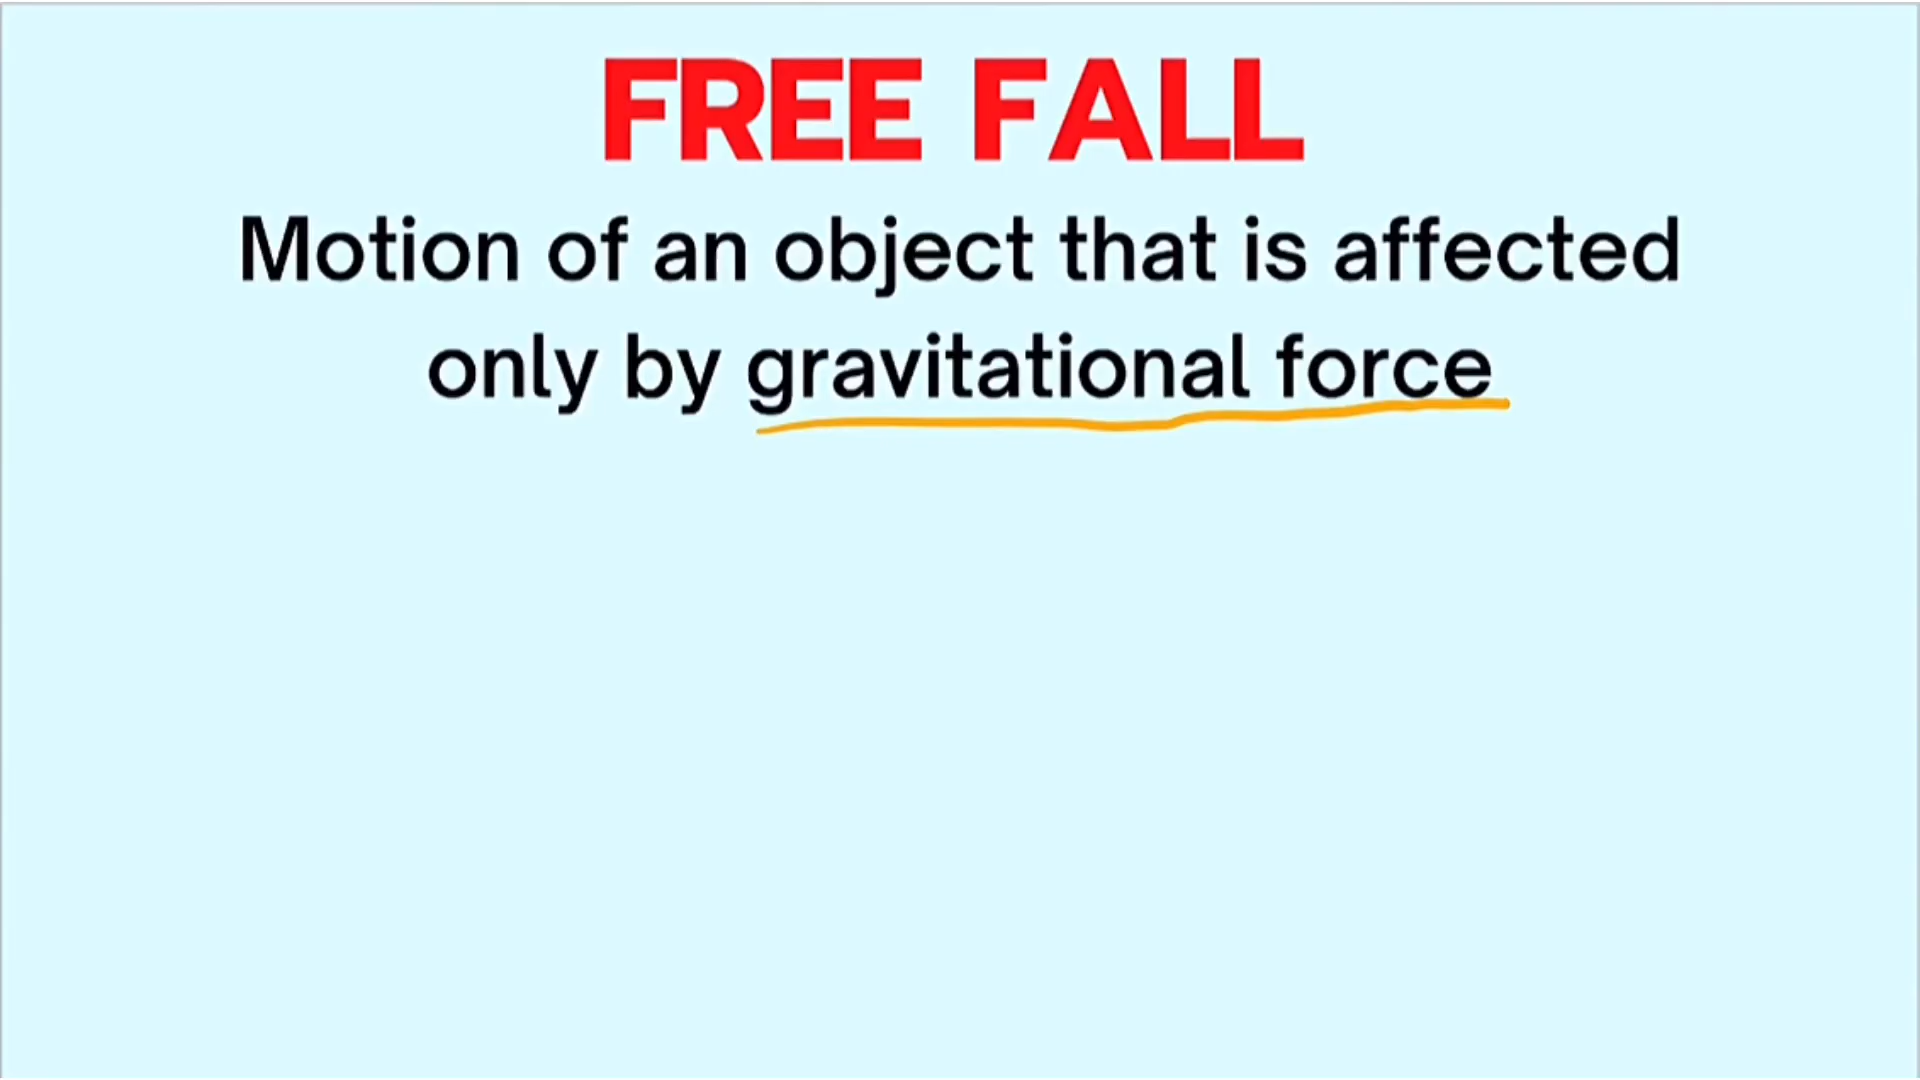 FREE FALL
Motion of an object that is affected
only by gravitational force